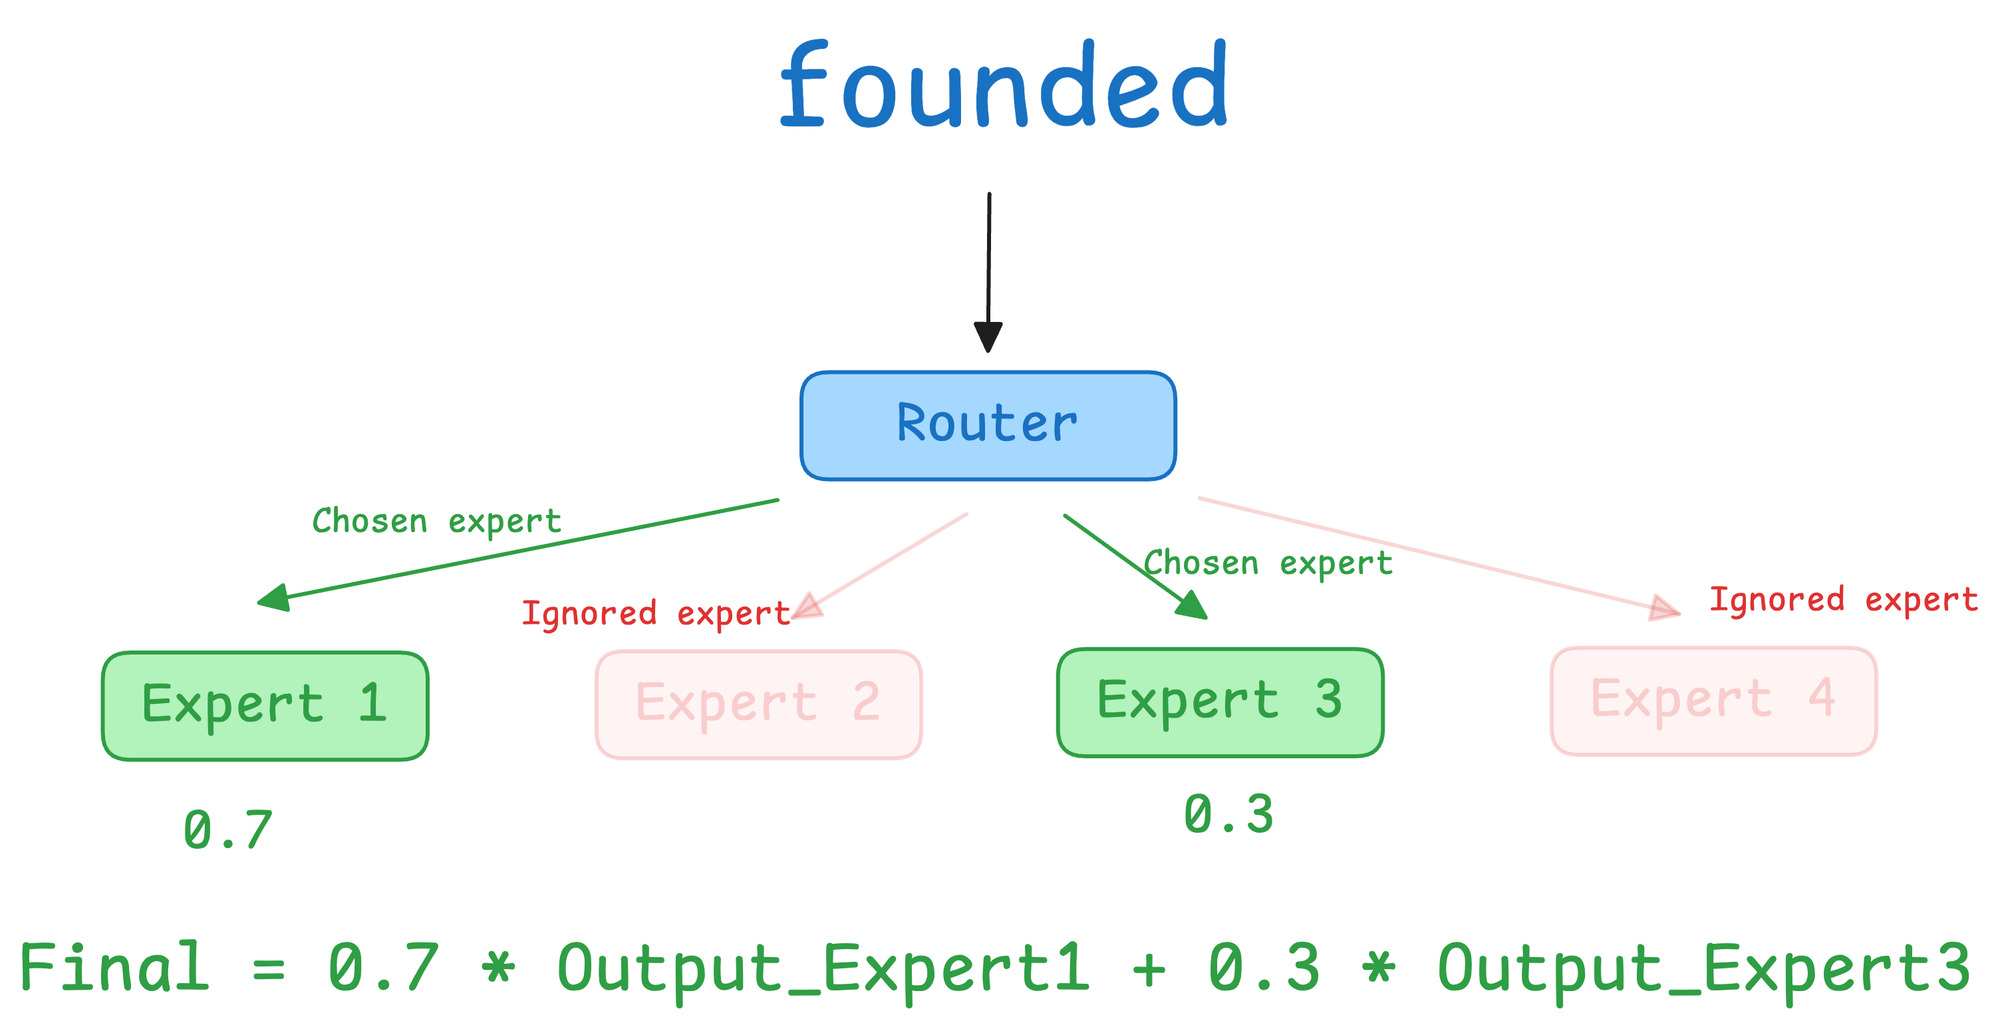 founded
Router
Chosen expert
Chosen expert
Ignored expert
Ignored expert
Expert 1
Expert 2
Expert 3
Expert 4
0.7
0.3
Final = 0.7 * Output_Expert1 + 0.3 * Output_Expert3